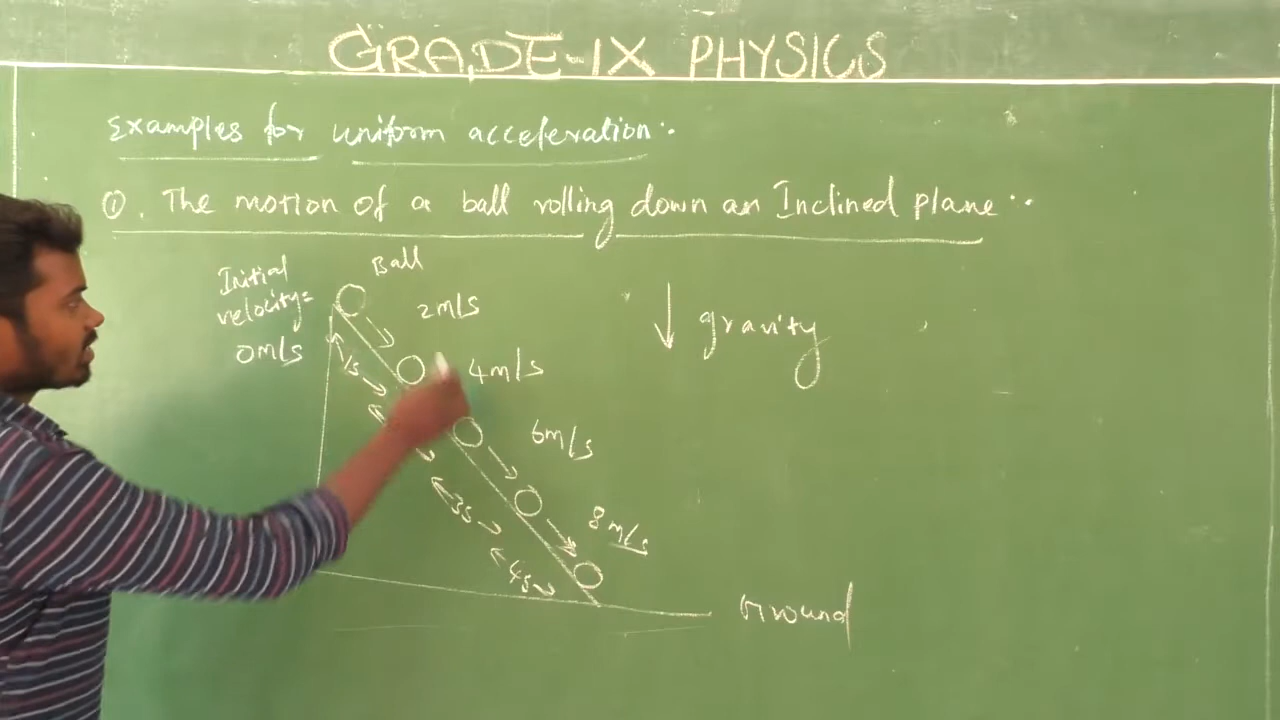 GRADE-IX PHYSICS
Examples for uniform acceleration:-
①. The motion of a ball rolling down an Inclined plane:-
Initial
velocity=
0m/s
Ball
2m/s
4m/s
6m/s
8m/s
1s
3s
4s
gravity
Ground